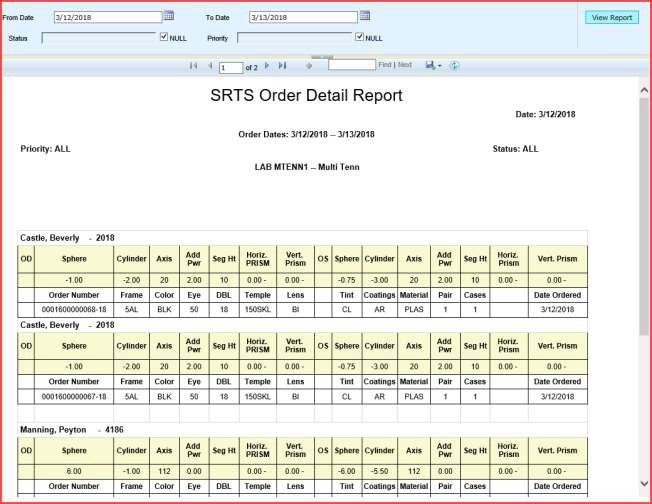 From Date 3/12/2018 To Date 3/13/2018 View Report
Status NULL Priority NULL
1 of 2 Find | Next
SRTS Order Detail Report
Date: 3/12/2018
Order Dates: 3/12/2018 -- 3/13/2018
Priority: ALL Status: ALL
LAB MTENN1 -- Multi Tenn
Castle, Beverly - 2018
OD Sphere Cylinder Axis Add Pwr Seg Ht Horiz. PRISM Vert. Prism OS Sphere Cylinder Axis Add Pwr Seg Ht Horiz. Prism Vert. Prism
-1.00 -2.00 20 2.00 10 0.00 - 0.00 - -0.75 -3.00 20 2.00 10 0.00 - 0.00 -
Order Number Frame Color Eye DBL Temple Lens Tint Coatings Material Pair Cases Date Ordered
0001600000068-18 5AL BLK 50 18 150SKL BI CL AR PLAS 1 1 3/12/2018
Castle, Beverly - 2018
OD Sphere Cylinder Axis Add Pwr Seg Ht Horiz. PRISM Vert. Prism OS Sphere Cylinder Axis Add Pwr Seg Ht Horiz. Prism Vert. Prism
-1.00 -2.00 20 2.00 10 0.00 - 0.00 - -0.75 -3.00 20 2.00 10 0.00 - 0.00 -
Order Number Frame Color Eye DBL Temple Lens Tint Coatings Material Pair Cases Date Ordered
0001600000067-18 5AL BLK 50 18 150SKL BI CL AR PLAS 1 1 3/12/2018
Manning, Peyton - 4186
OD Sphere Cylinder Axis Add Pwr Seg Ht Horiz. PRISM Vert. Prism OS Sphere Cylinder Axis Add Pwr Seg Ht Horiz. Prism Vert. Prism
6.00 -1.00 112 0.00 0.00 - 0.00 - -6.00 -5.50 112 0.00 0.00 - 0.00 -
Order Number Frame Color Eye DBL Temple Lens Tint Coatings Material Pair Cases Date Ordered